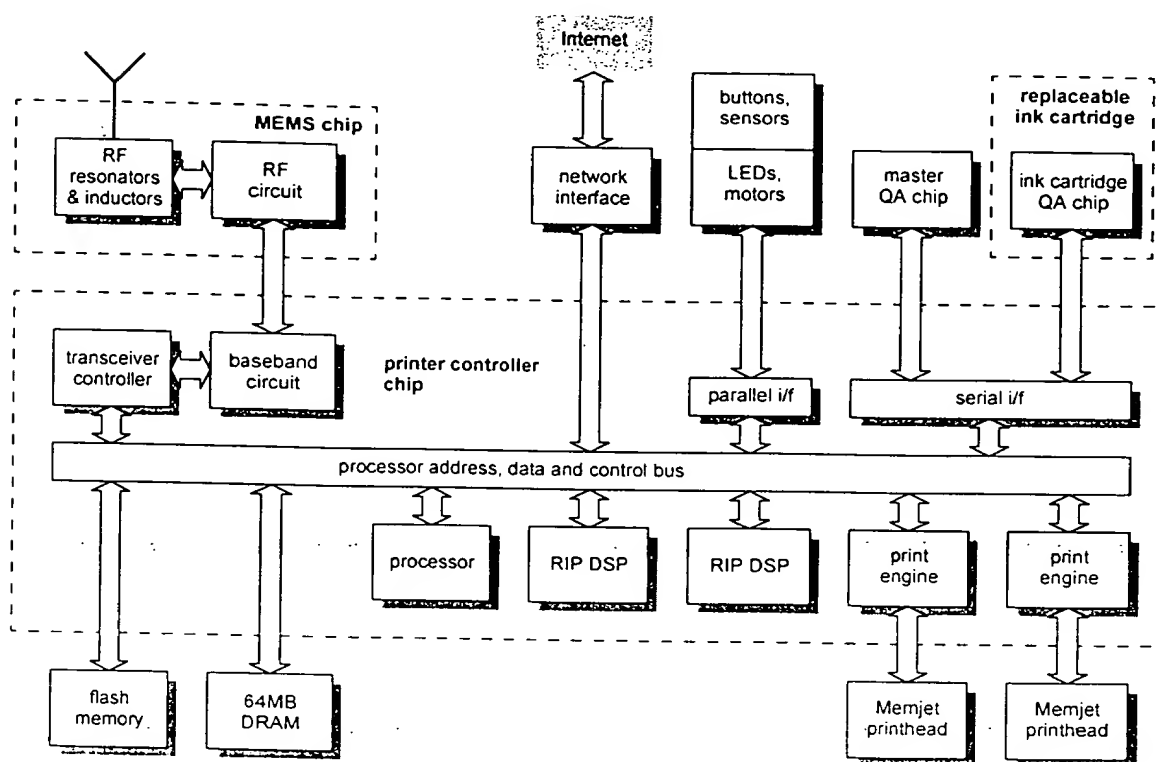 Internet
MEMS chip
RF
resonators
& inductors
RF
circuit
network
interface
buttons,
sensors
LEDs,
motors
master
QA chip
replaceable
ink cartridge
ink cartridge
QA chip
transceiver
controller
baseband
circuit
printer controller
chip
parallel i/f
serial i/f
processor address, data and control bus
processor
RIP DSP
RIP DSP
print
engine
print
engine
flash
memory
64MB
DRAM
Memjet
printhead
Memjet
printhead